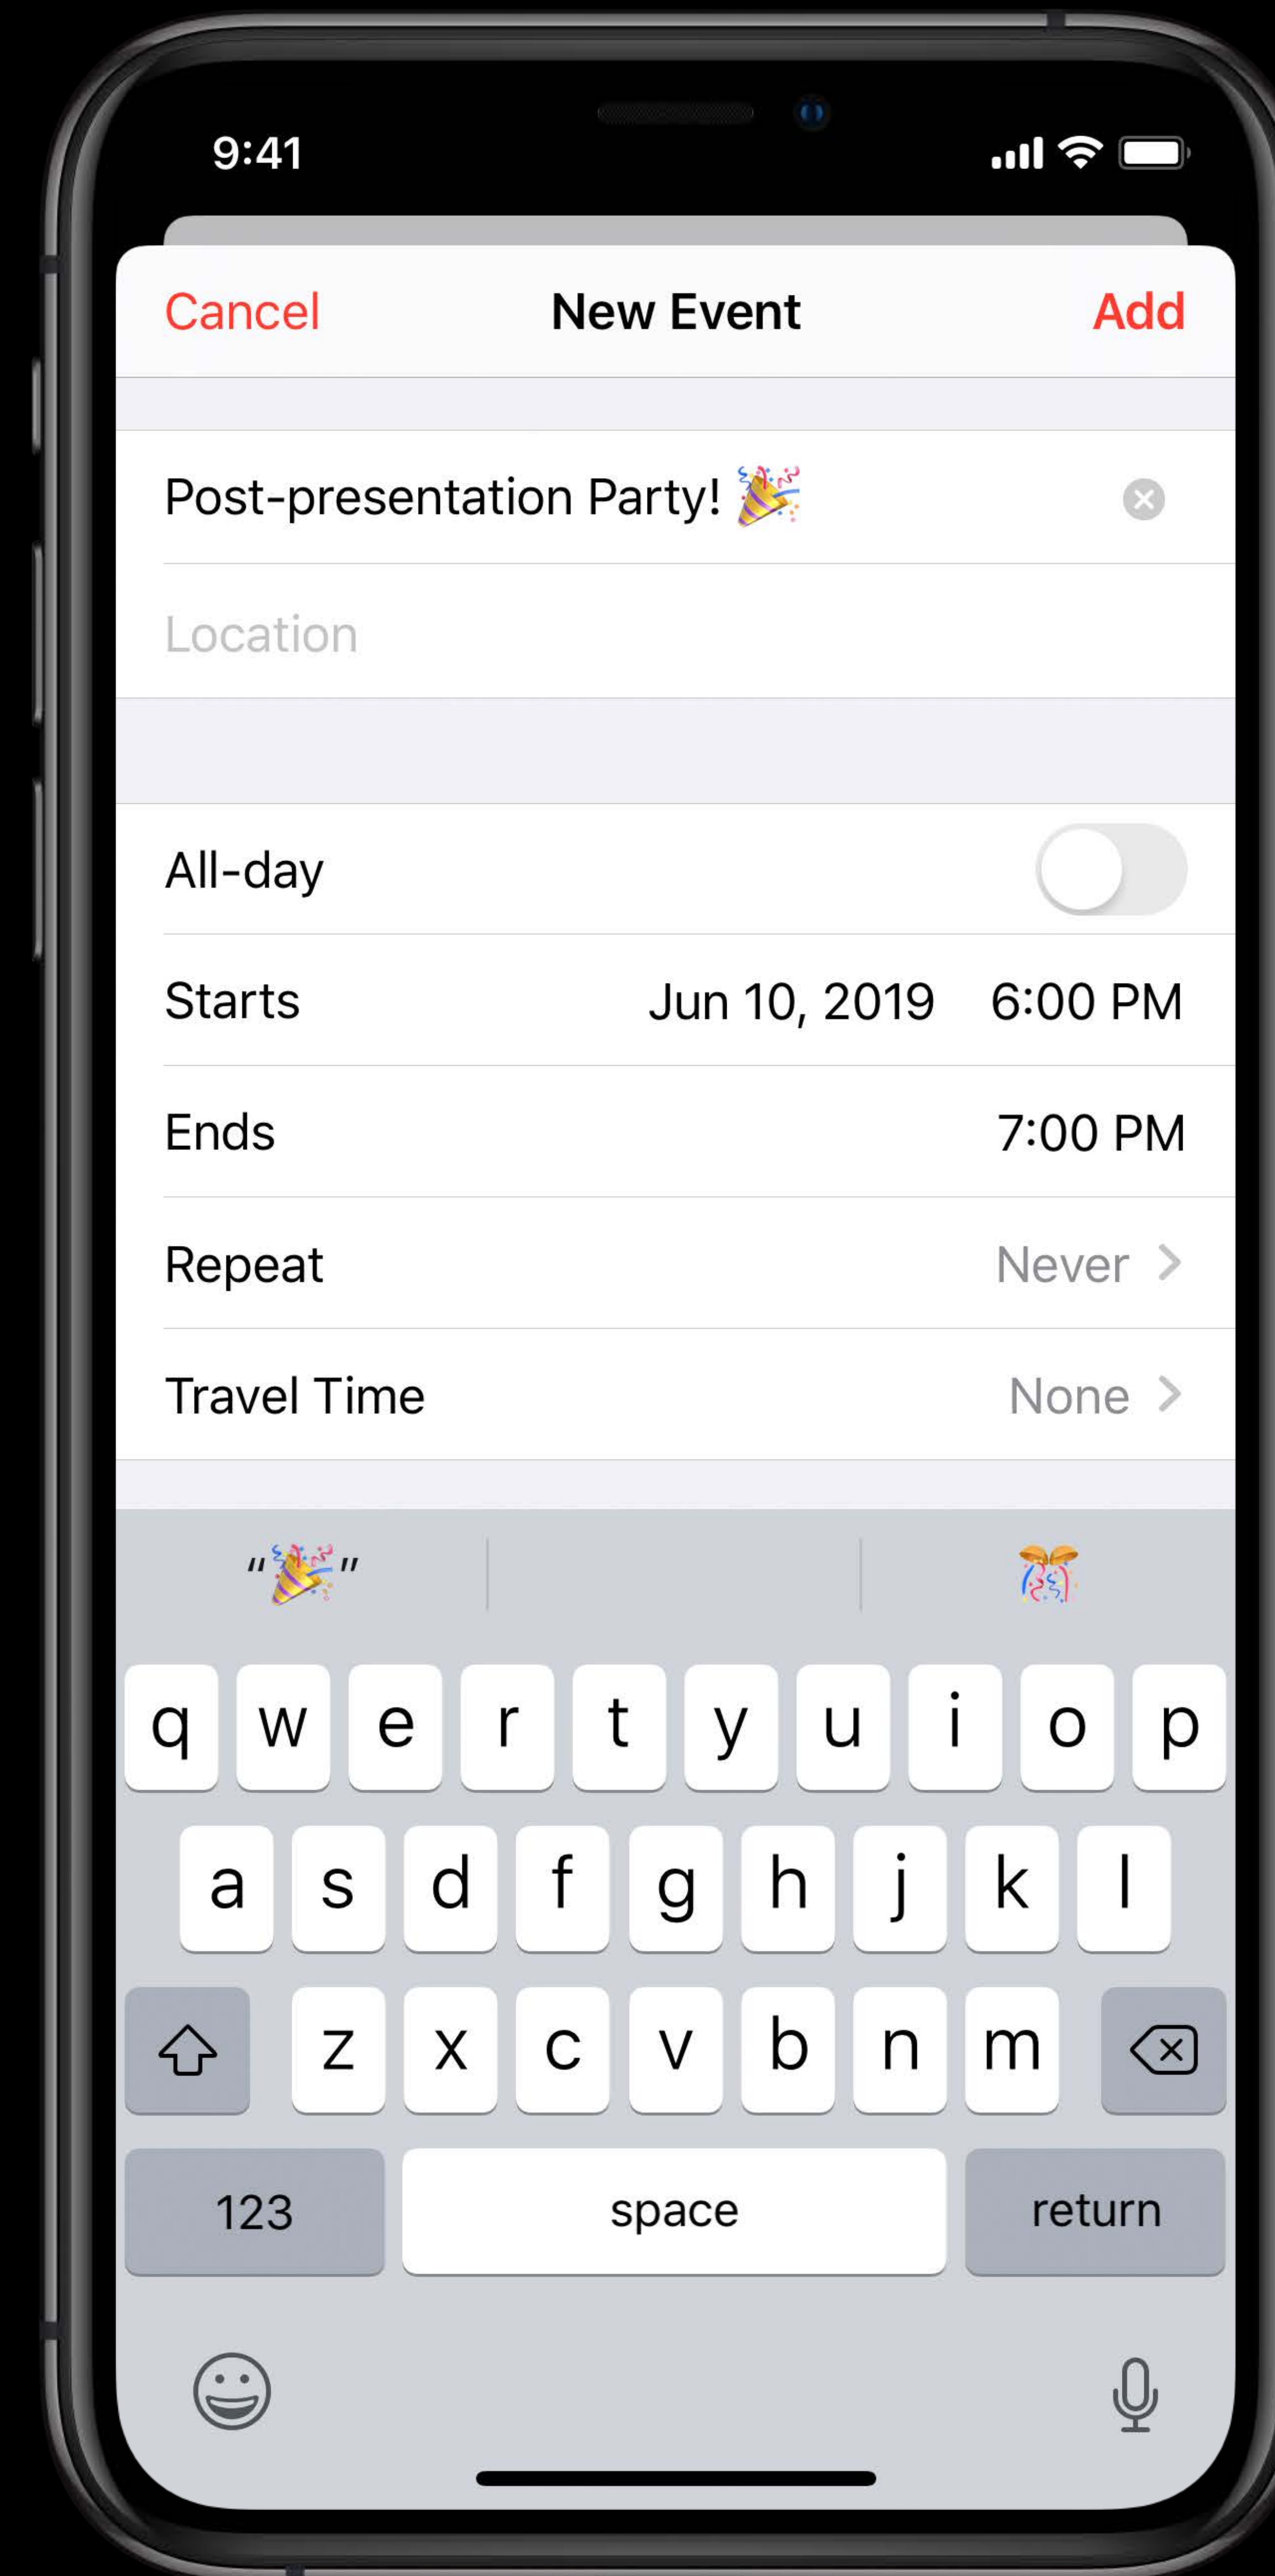 9:41
Cancel New Event Add
Post-presentation Party! 🎉
Location
All-day
Starts Jun 10, 2019 6:00 PM
Ends 7:00 PM
Repeat Never
Travel Time None
“🎉” 🎊
q w e r t y u i o p
a s d f g h j k l
z x c v b n m
123 space return